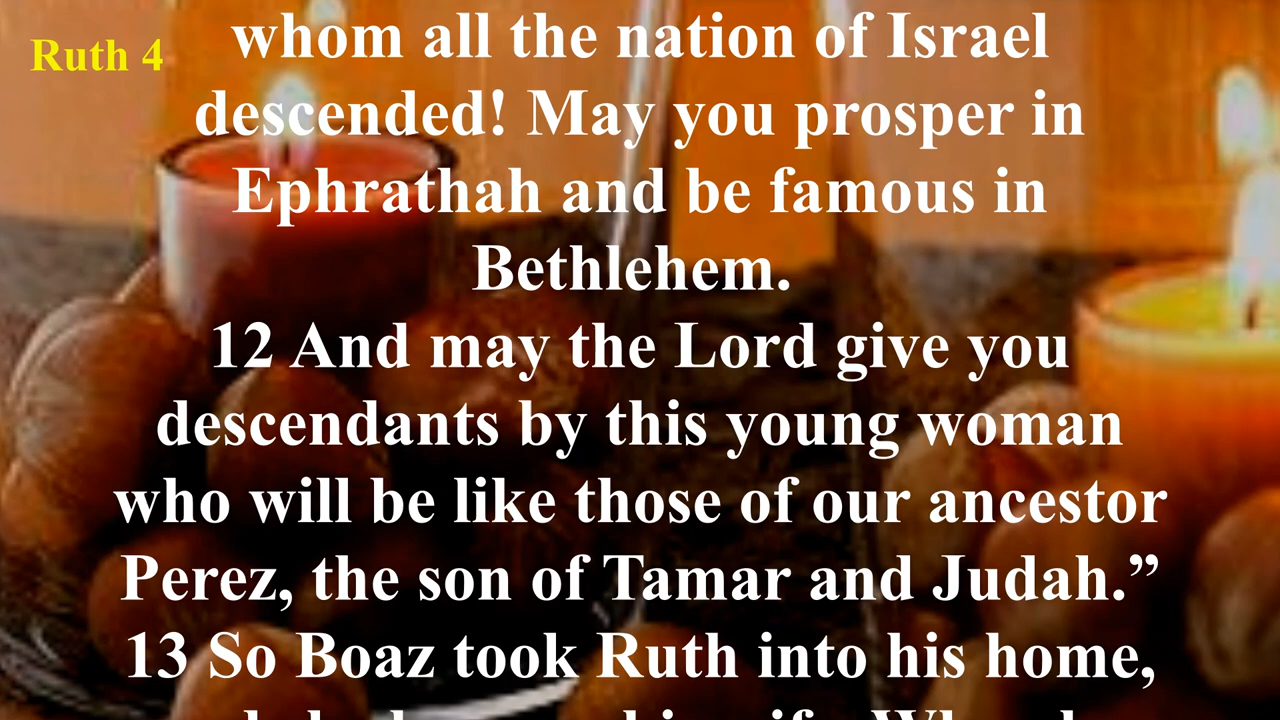 Ruth 4
whom all the nation of Israel
descended! May you prosper in
Ephrathah and be famous in
Bethlehem.
12 And may the Lord give you
descendants by this young woman
who will be like those of our ancestor
Perez, the son of Tamar and Judah.”
13 So Boaz took Ruth into his home,